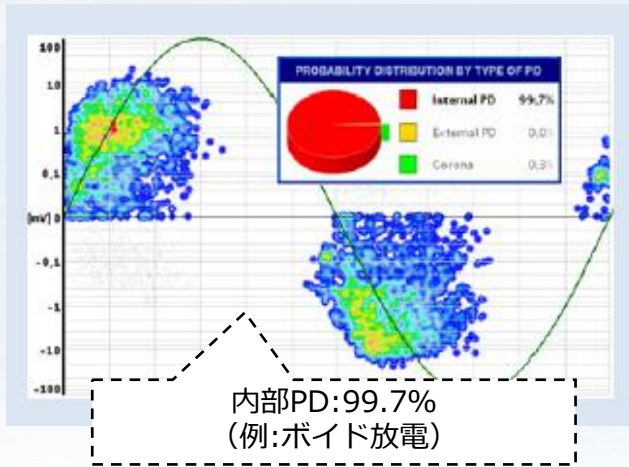 100
10
1
0,1
[mV] 0
-0,1
-1
-10
-100
PROBABILITY DISTRIBUTION BY TYPE OF PD
Internal PD 99,7%
External PD 0,0%
Corona 0,3%
内部PD:99.7%
（例:ボイド放電）